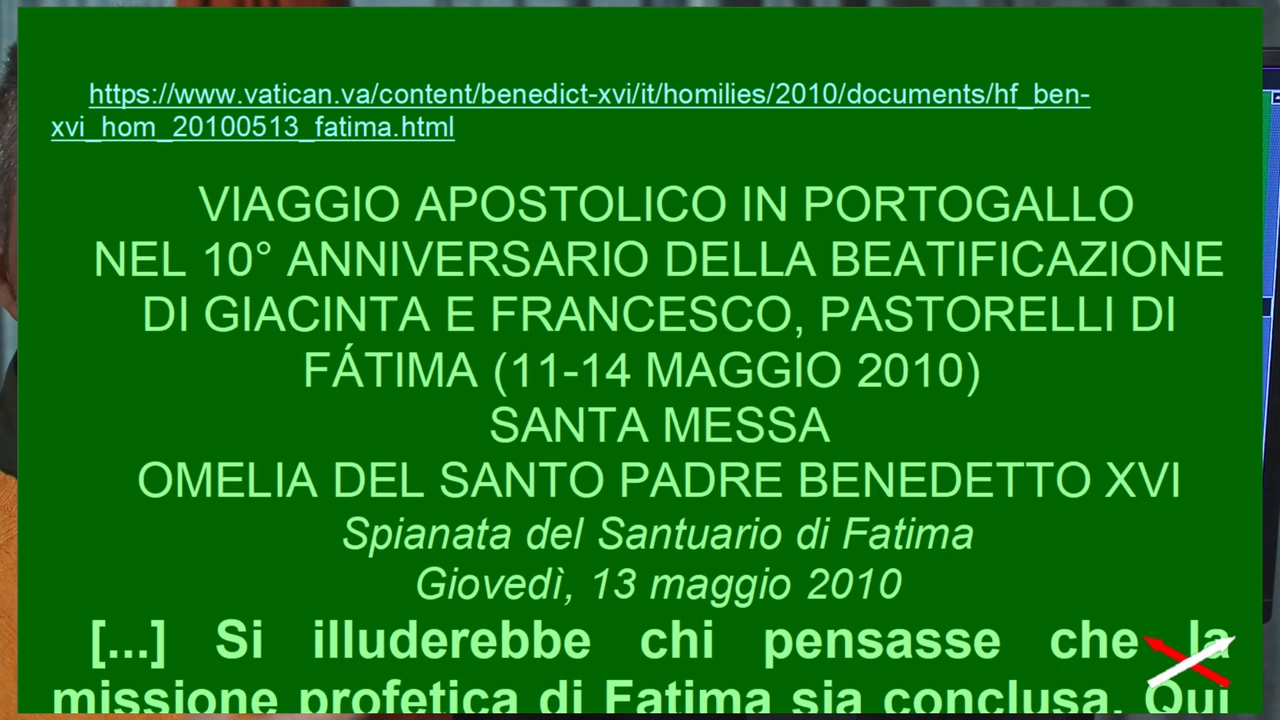 https://www.vatican.va/content/benedict-xvi/it/homilies/2010/documents/hf_ben-
xvi_hom_20100513_fatima.html
VIAGGIO APOSTOLICO IN PORTOGALLO
NEL 10° ANNIVERSARIO DELLA BEATIFICAZIONE
DI GIACINTA E FRANCESCO, PASTORELLI DI
FÁTIMA (11-14 MAGGIO 2010)
SANTA MESSA
OMELIA DEL SANTO PADRE BENEDETTO XVI
Spianata del Santuario di Fatima
Giovedì, 13 maggio 2010
[...] Si illuderebbe chi pensasse che la
missione profetica di Fatima sia conclusa. Qui